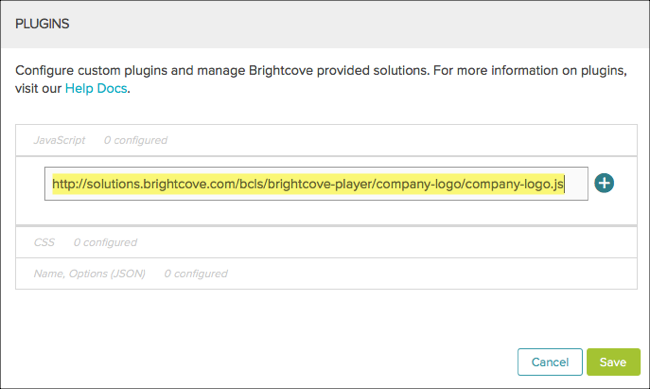 PLUGINS
Configure custom plugins and manage Brightcove provided solutions. For more information on plugins,
visit our Help Docs.
JavaScript 0 configured
http://solutions.brightcove.com/bcls/brightcove-player/company-logo/company-logo.js
CSS 0 configured
Name, Options (JSON) 0 configured
Cancel Save